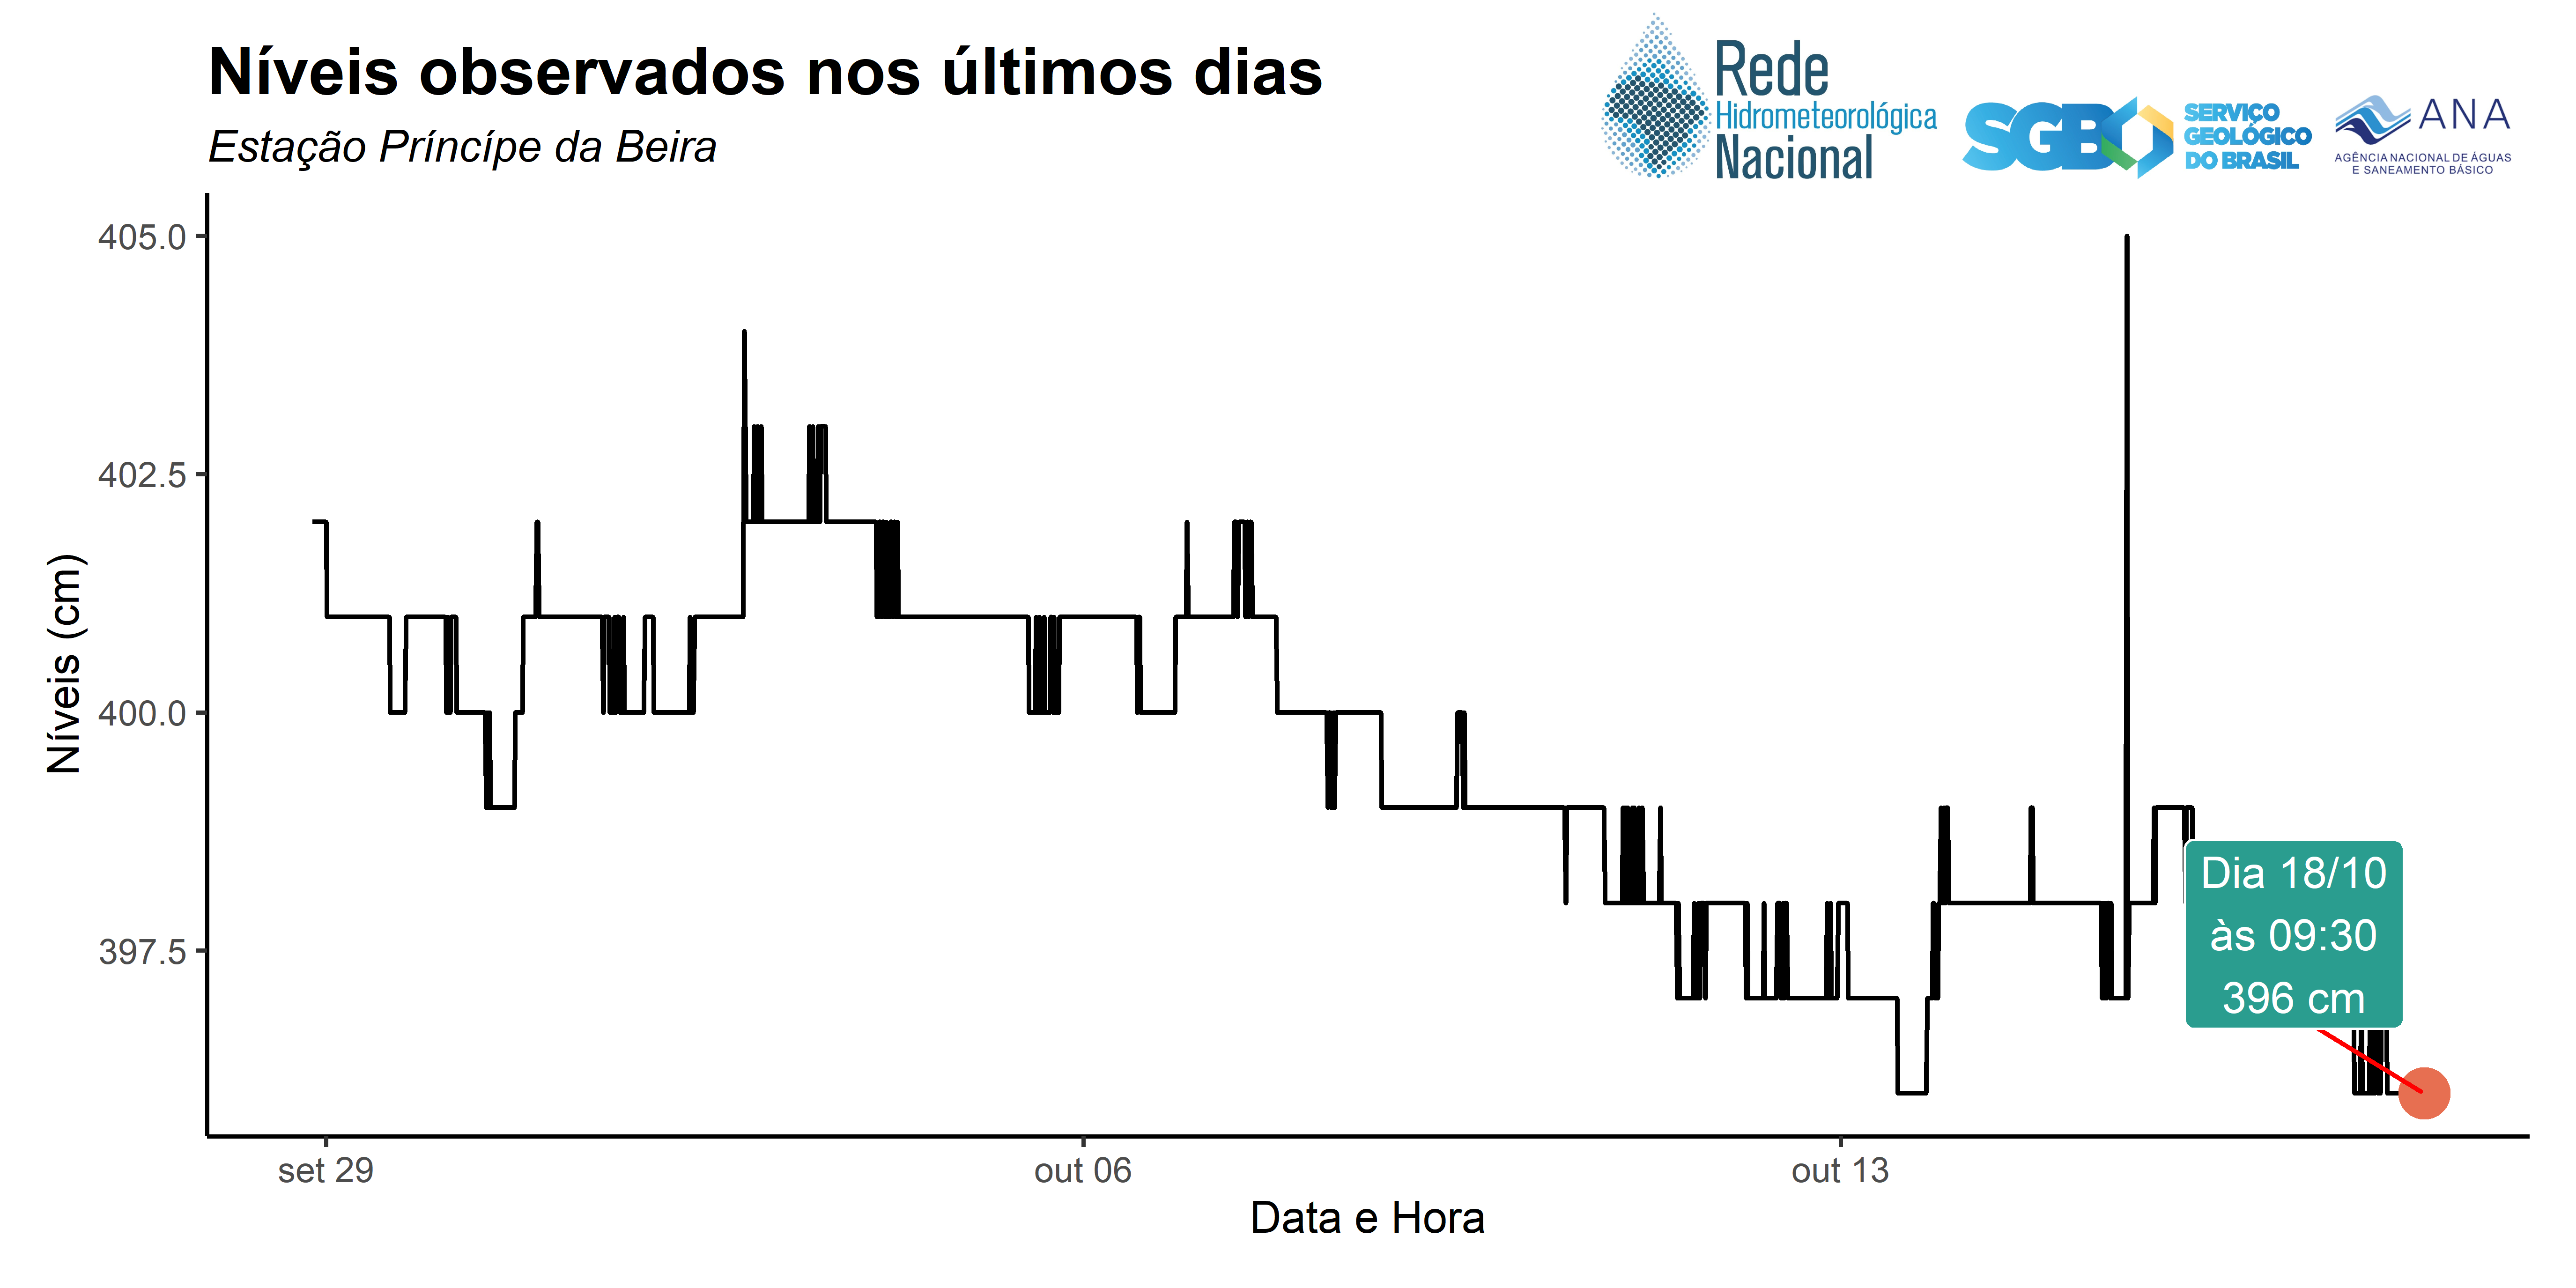 Níveis observados nos últimos dias
Estação Príncípe da Beira
Rede
Hidrometeorológica
Nacional
SGB
SERVIÇO
GEOLÓGICO
DO BRASIL
ANA
AGÊNCIA NACIONAL DE ÁGUAS
E SANEAMENTO BÁSICO
405.0
402.5
400.0
397.5
Níveis (cm)
Dia 18/10
às 09:30
396 cm
set 29
out 06
out 13
Data e Hora